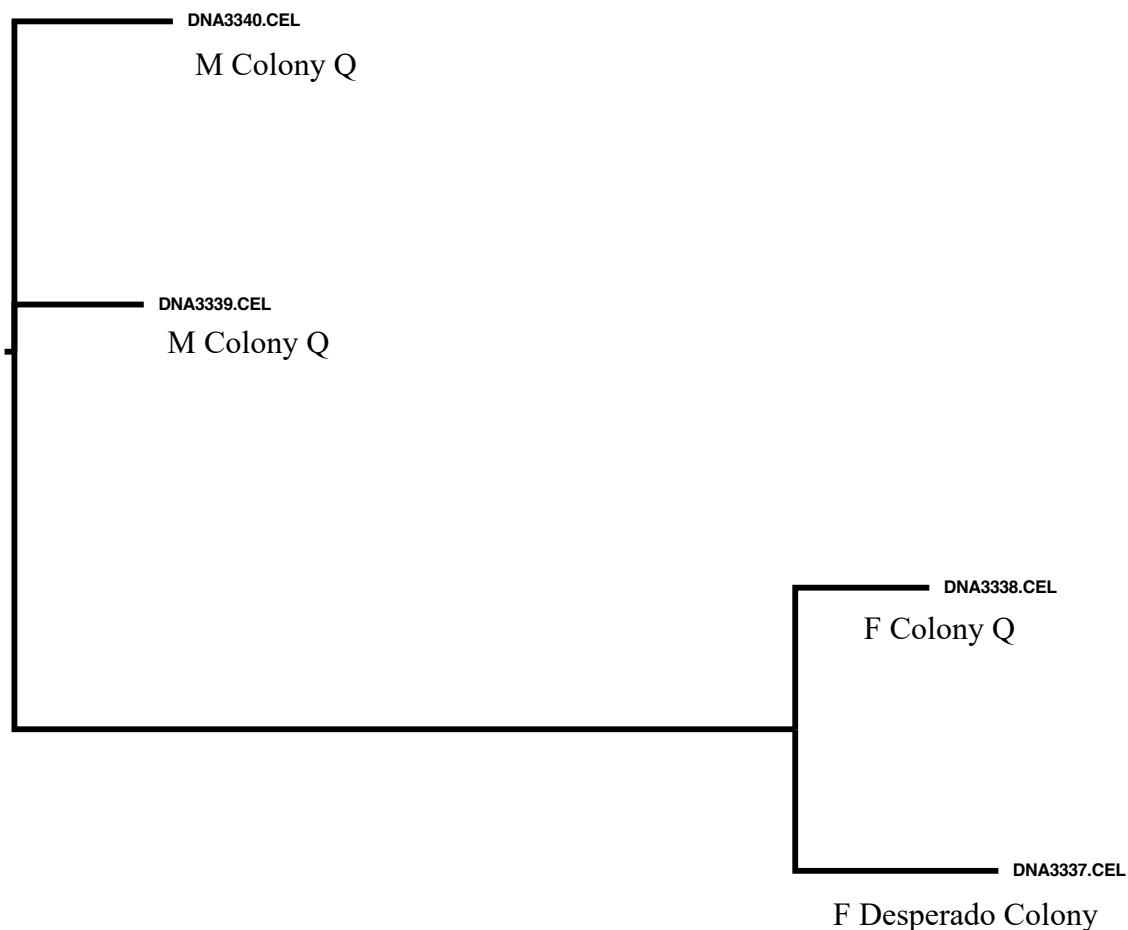 DNA3340.CEL
M Colony Q
DNA3339.CEL
M Colony Q
DNA3338.CEL
F Colony Q
DNA3337.CEL
F Desperado Colony